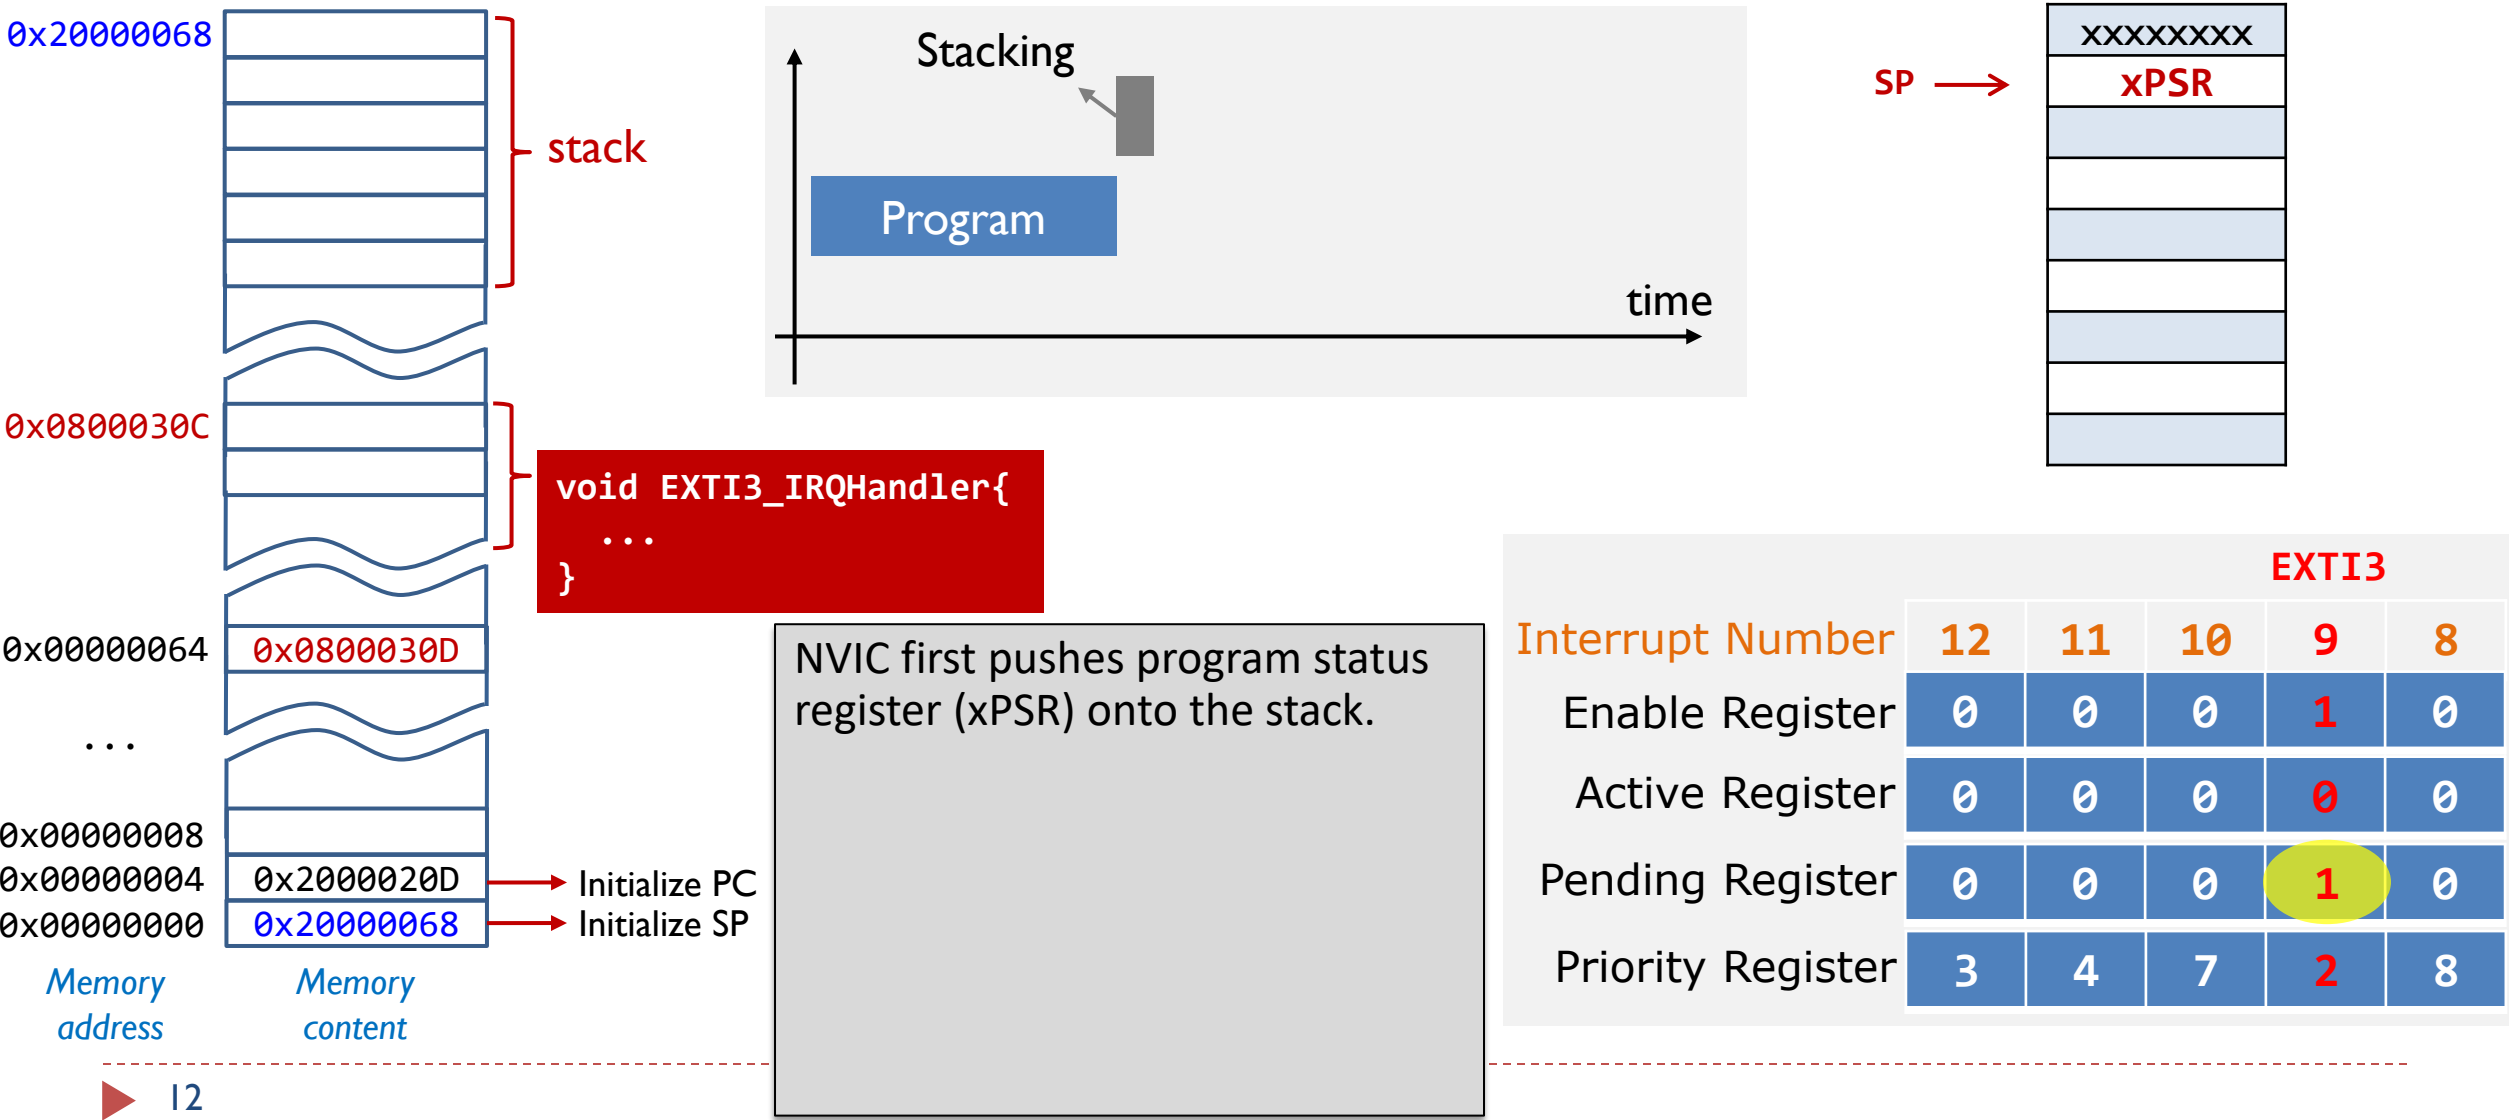 0x20000068
stack
0x0800030C
void EXTI3_IRQHandler{
...
}
0x00000064
0x0800030D
...
0x00000008
0x00000004
0x2000020D
Initialize PC
0x00000000
0x20000068
Initialize SP
Memory address
Memory content
Stacking
Program
time
SP
xxxxxxxx
xPSR
NVIC first pushes program status
register (xPSR) onto the stack.
EXTI3
Interrupt Number 12 11 10 9 8
Enable Register 0 0 0 1 0
Active Register 0 0 0 0 0
Pending Register 0 0 0 1 0
Priority Register 3 4 7 2 8
12